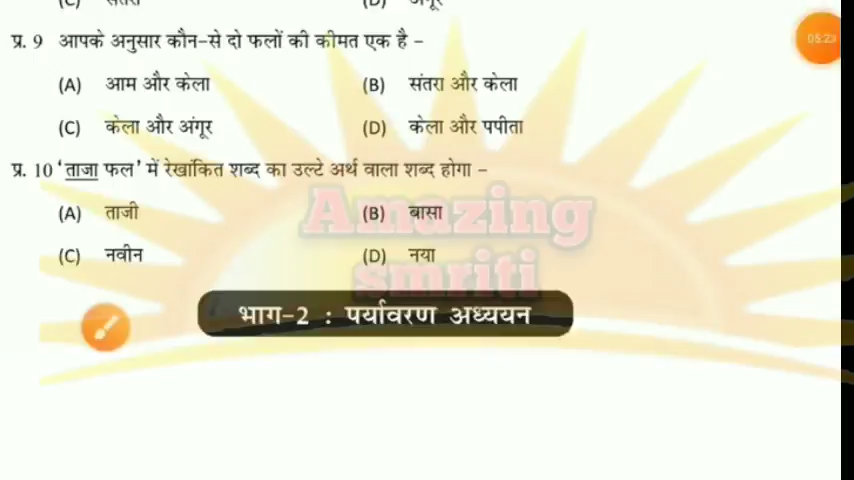 (C) संतरा (D) अंगूर
05:23
प्र. 9 आपके अनुसार कौन-से दो फलों की कीमत एक है –
(A) आम और केला (B) संतरा और केला
(C) केला और अंगूर (D) केला और पपीता
प्र. 10 'ताजा फल' में रेखांकित शब्द का उल्टे अर्थ वाला शब्द होगा –
(A) ताजी (B) बासा
(C) नवीन (D) नया
Amazing
smriti
भाग-2 : पर्यावरण अध्ययन